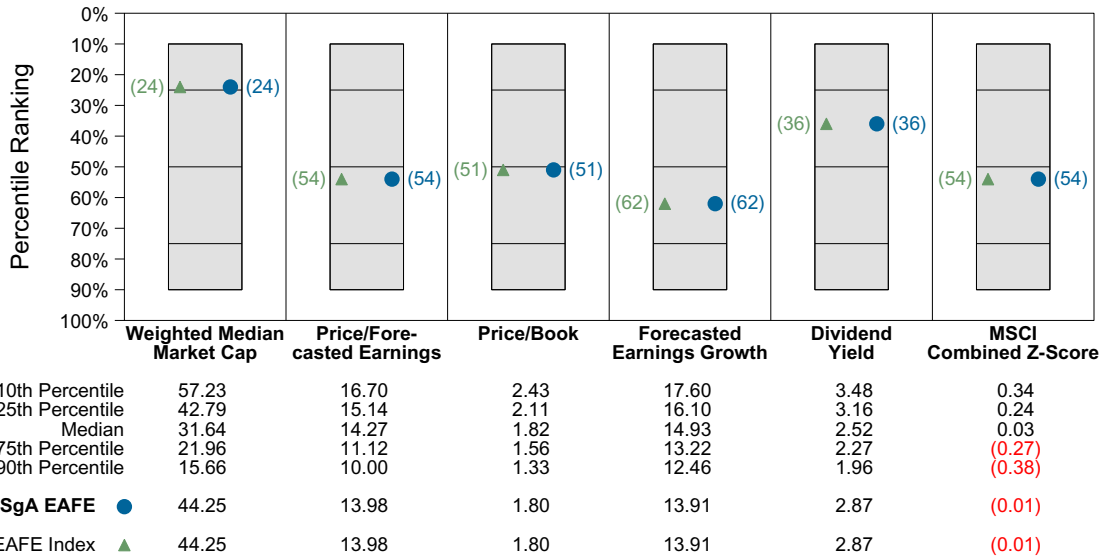 0%
10%
20%
30%
40%
50%
60%
70%
80%
90%
100%
Percentile Ranking
(24) (24)
(54) (54)
(51) (51)
(62) (62)
(36) (36)
(54) (54)
Weighted Median
Market Cap
Price/Fore-
casted Earnings
Price/Book
Forecasted
Earnings Growth
Dividend
Yield
MSCI
Combined Z-Score
10th Percentile 57.23 16.70 2.43 17.60 3.48 0.34
25th Percentile 42.79 15.14 2.11 16.10 3.16 0.24
Median 31.64 14.27 1.82 14.93 2.52 0.03
75th Percentile 21.96 11.12 1.56 13.22 2.27 (0.27)
90th Percentile 15.66 10.00 1.33 12.46 1.96 (0.38)
SgA EAFE 44.25 13.98 1.80 13.91 2.87 (0.01)
EAFE Index 44.25 13.98 1.80 13.91 2.87 (0.01)